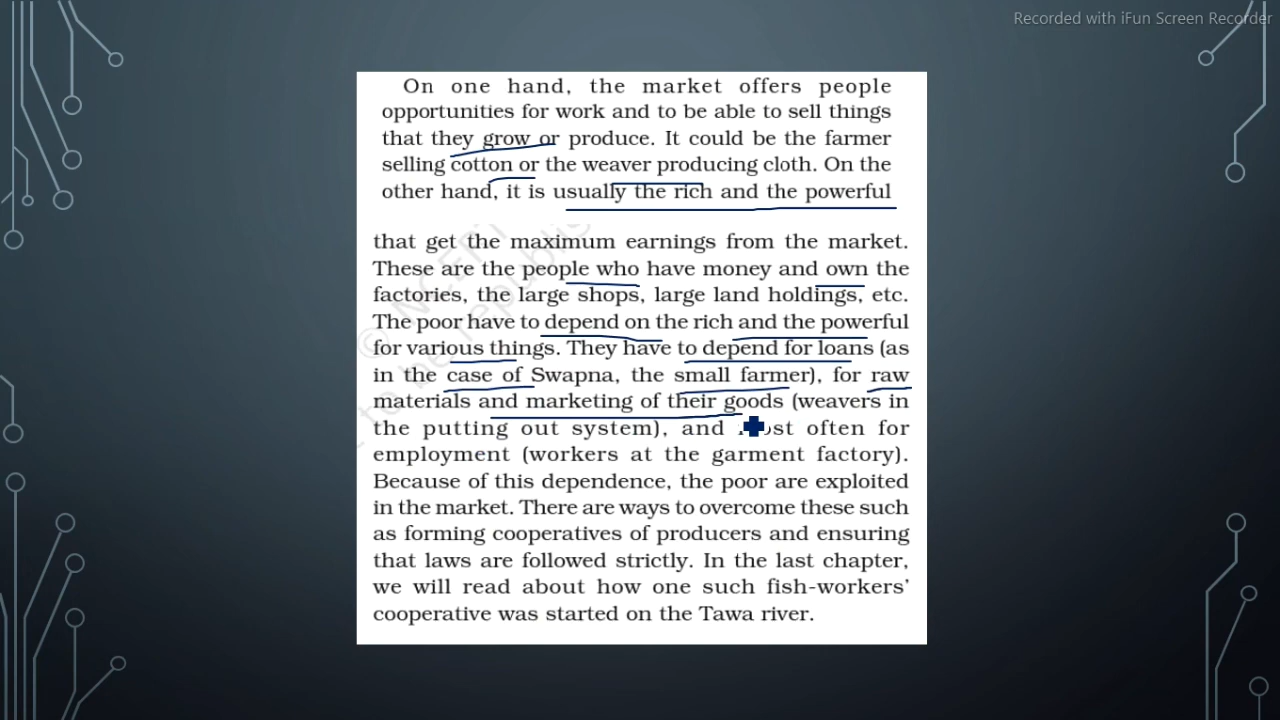 Recorded with iFun Screen Recorder
On one hand, the market offers people
opportunities for work and to be able to sell things
that they grow or produce. It could be the farmer
selling cotton or the weaver producing cloth. On the
other hand, it is usually the rich and the powerful
that get the maximum earnings from the market.
These are the people who have money and own the
factories, the large shops, large land holdings, etc.
The poor have to depend on the rich and the powerful
for various things. They have to depend for loans (as
in the case of Swapna, the small farmer), for raw
materials and marketing of their goods (weavers in
the putting out system), and often for
employment (workers at the garment factory).
Because of this dependence, the poor are exploited
in the market. There are ways to overcome these such
as forming cooperatives of producers and ensuring
that laws are followed strictly. In the last chapter,
we will read about how one such fish-workers'
cooperative was started on the Tawa river.